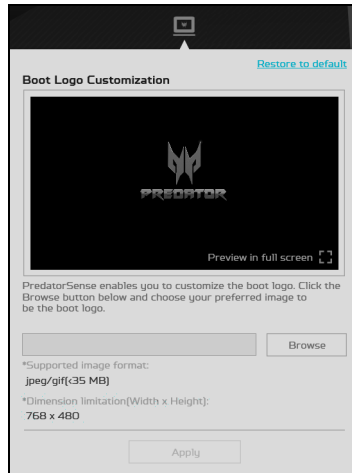 Restore to default
Boot Logo Customization
PREDATOR
Preview in full screen
PredatorSense enables you to customize the boot logo. Click the
Browse button below and choose your preferred image to
be the boot logo.
Browse
*Supported image format:
jpeg/gif(<35 MB)
*Dimension limitation(Width x Height):
768 x 480
Apply